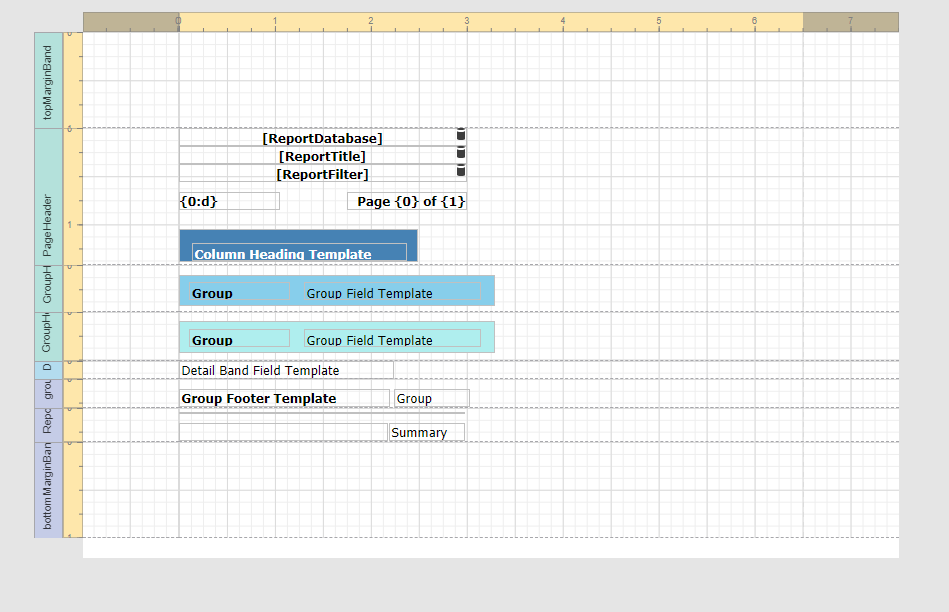 0 1 2 3 4 5 6 7
topMarginBand
0
[ReportDatabase]
[ReportTitle]
[ReportFilter]
{0:d} Page {0} of {1}
PageHeader
1
Column Heading Template
GroupH
Group Group Field Template
GroupH
Group Group Field Template
D
Detail Band Field Template
grou
Group Footer Template Group
Repo
Summary
bottomMarginBan